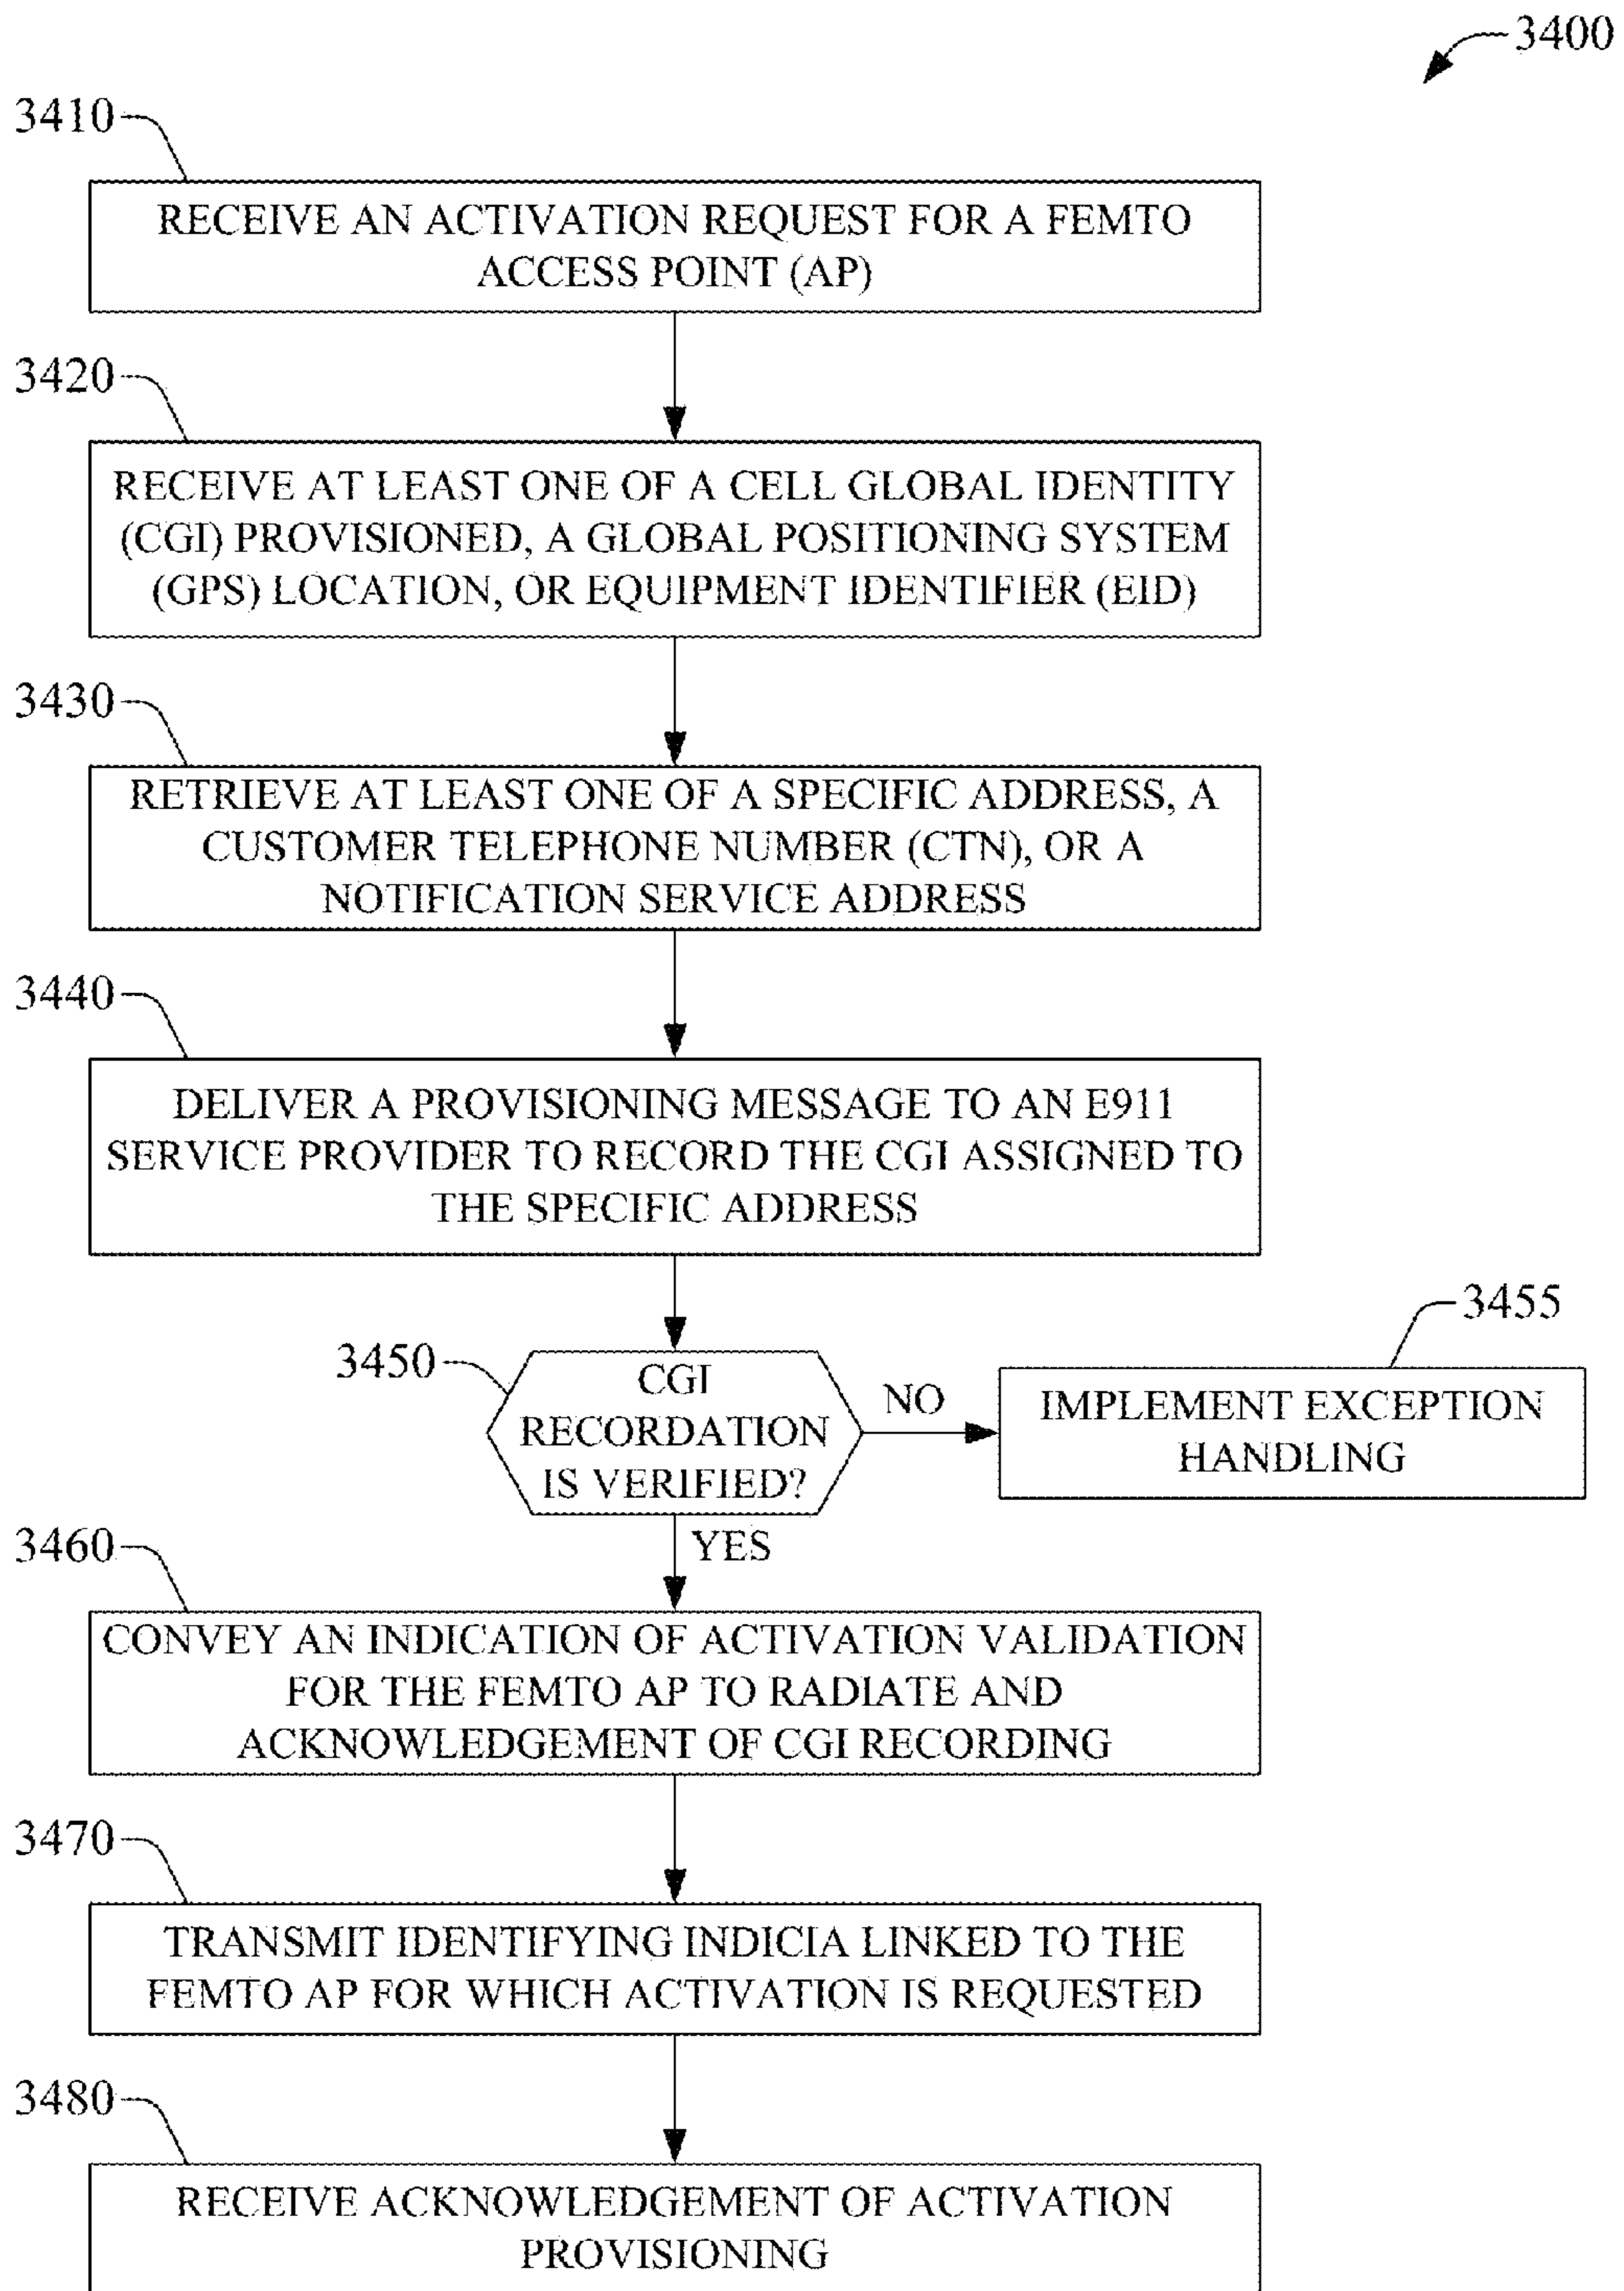 3400
3410
RECEIVE AN ACTIVATION REQUEST FOR A FEMTO
ACCESS POINT (AP)
3420
RECEIVE AT LEAST ONE OF A CELL GLOBAL IDENTITY
(CGI) PROVISIONED, A GLOBAL POSITIONING SYSTEM
(GPS) LOCATION, OR EQUIPMENT IDENTIFIER (EID)
3430
RETRIEVE AT LEAST ONE OF A SPECIFIC ADDRESS, A
CUSTOMER TELEPHONE NUMBER (CTN), OR A
NOTIFICATION SERVICE ADDRESS
3440
DELIVER A PROVISIONING MESSAGE TO AN E911
SERVICE PROVIDER TO RECORD THE CGI ASSIGNED TO
THE SPECIFIC ADDRESS
3450
CGI
RECORDATION
IS VERIFIED?
NO
3455
IMPLEMENT EXCEPTION
HANDLING
YES
3460
CONVEY AN INDICATION OF ACTIVATION VALIDATION
FOR THE FEMTO AP TO RADIATE AND
ACKNOWLEDGEMENT OF CGI RECORDING
3470
TRANSMIT IDENTIFYING INDICIA LINKED TO THE
FEMTO AP FOR WHICH ACTIVATION IS REQUESTED
3480
RECEIVE ACKNOWLEDGEMENT OF ACTIVATION
PROVISIONING